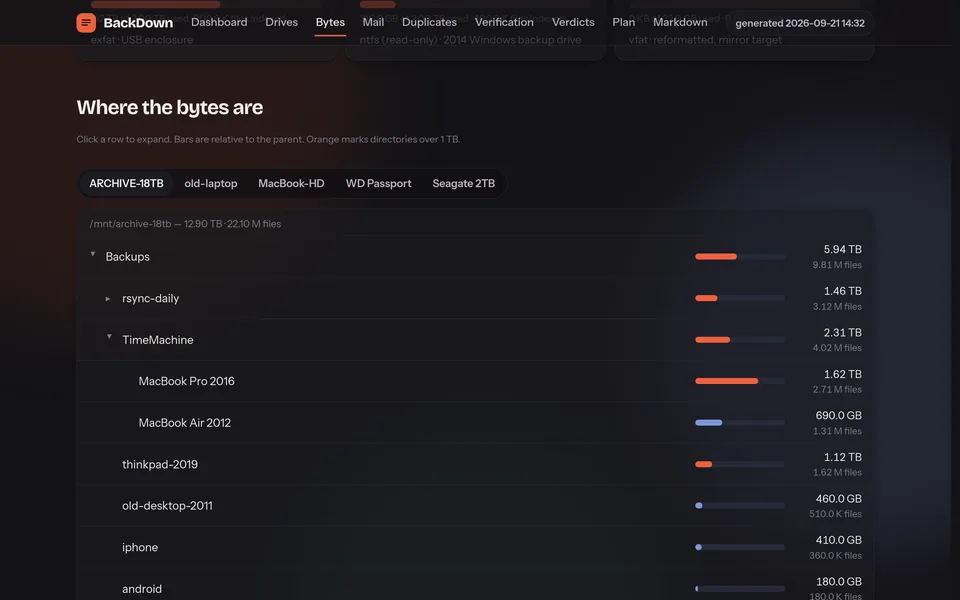 BackDown Dashboard Drives Bytes Mail Duplicates Verification Verdicts Plan Markdown generated 2026-09-21 14:32
exfat · USB enclosure
ntfs (read-only) · 2014 Windows backup drive
vfat · reformatted, mirror target
Where the bytes are
Click a row to expand. Bars are relative to the parent. Orange marks directories over 1 TB.
ARCHIVE-18TB old-laptop MacBook-HD WD Passport Seagate 2TB
/mnt/archive-18tb — 12.90 TB · 22.10 M files
Backups 5.94 TB
9.81 M files
rsync-daily 1.46 TB
3.12 M files
TimeMachine 2.31 TB
4.02 M files
MacBook Pro 2016 1.62 TB
2.71 M files
MacBook Air 2012 690.0 GB
1.31 M files
thinkpad-2019 1.12 TB
1.62 M files
old-desktop-2011 460.0 GB
510.0 K files
iphone 410.0 GB
360.0 K files
android 180.0 GB
180.0 K files